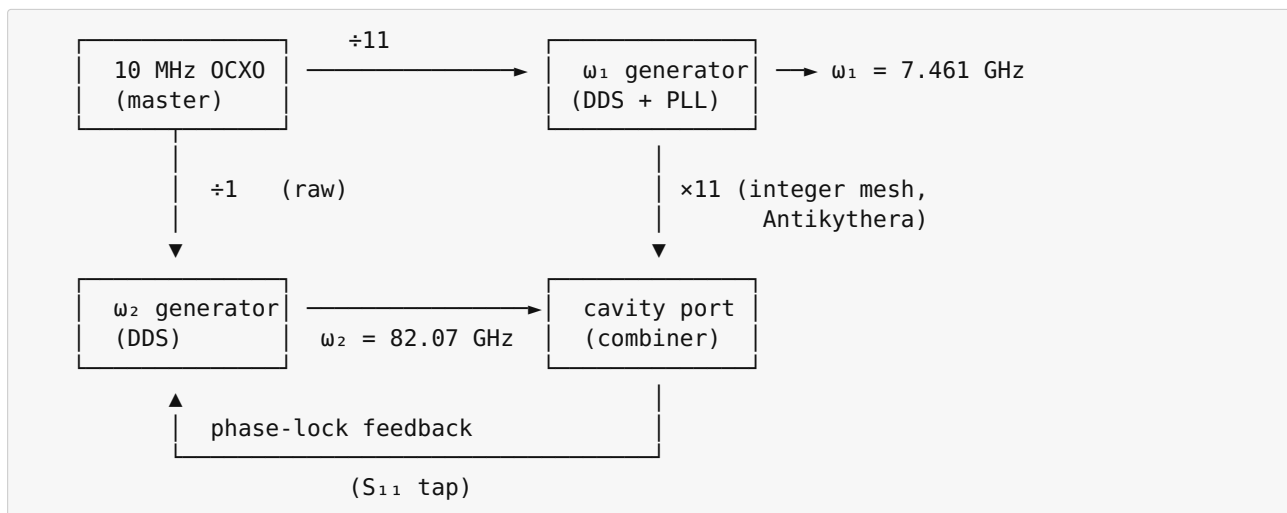 ÷11
10 MHz OCXO
(master)
ω₁ generator
(DDS + PLL)
ω₁ = 7.461 GHz
÷1 (raw)
×11 (integer mesh,
Antikythera)
ω₂ generator
(DDS)
ω₂ = 82.07 GHz
cavity port
(combiner)
phase-lock feedback
(S₁₁ tap)